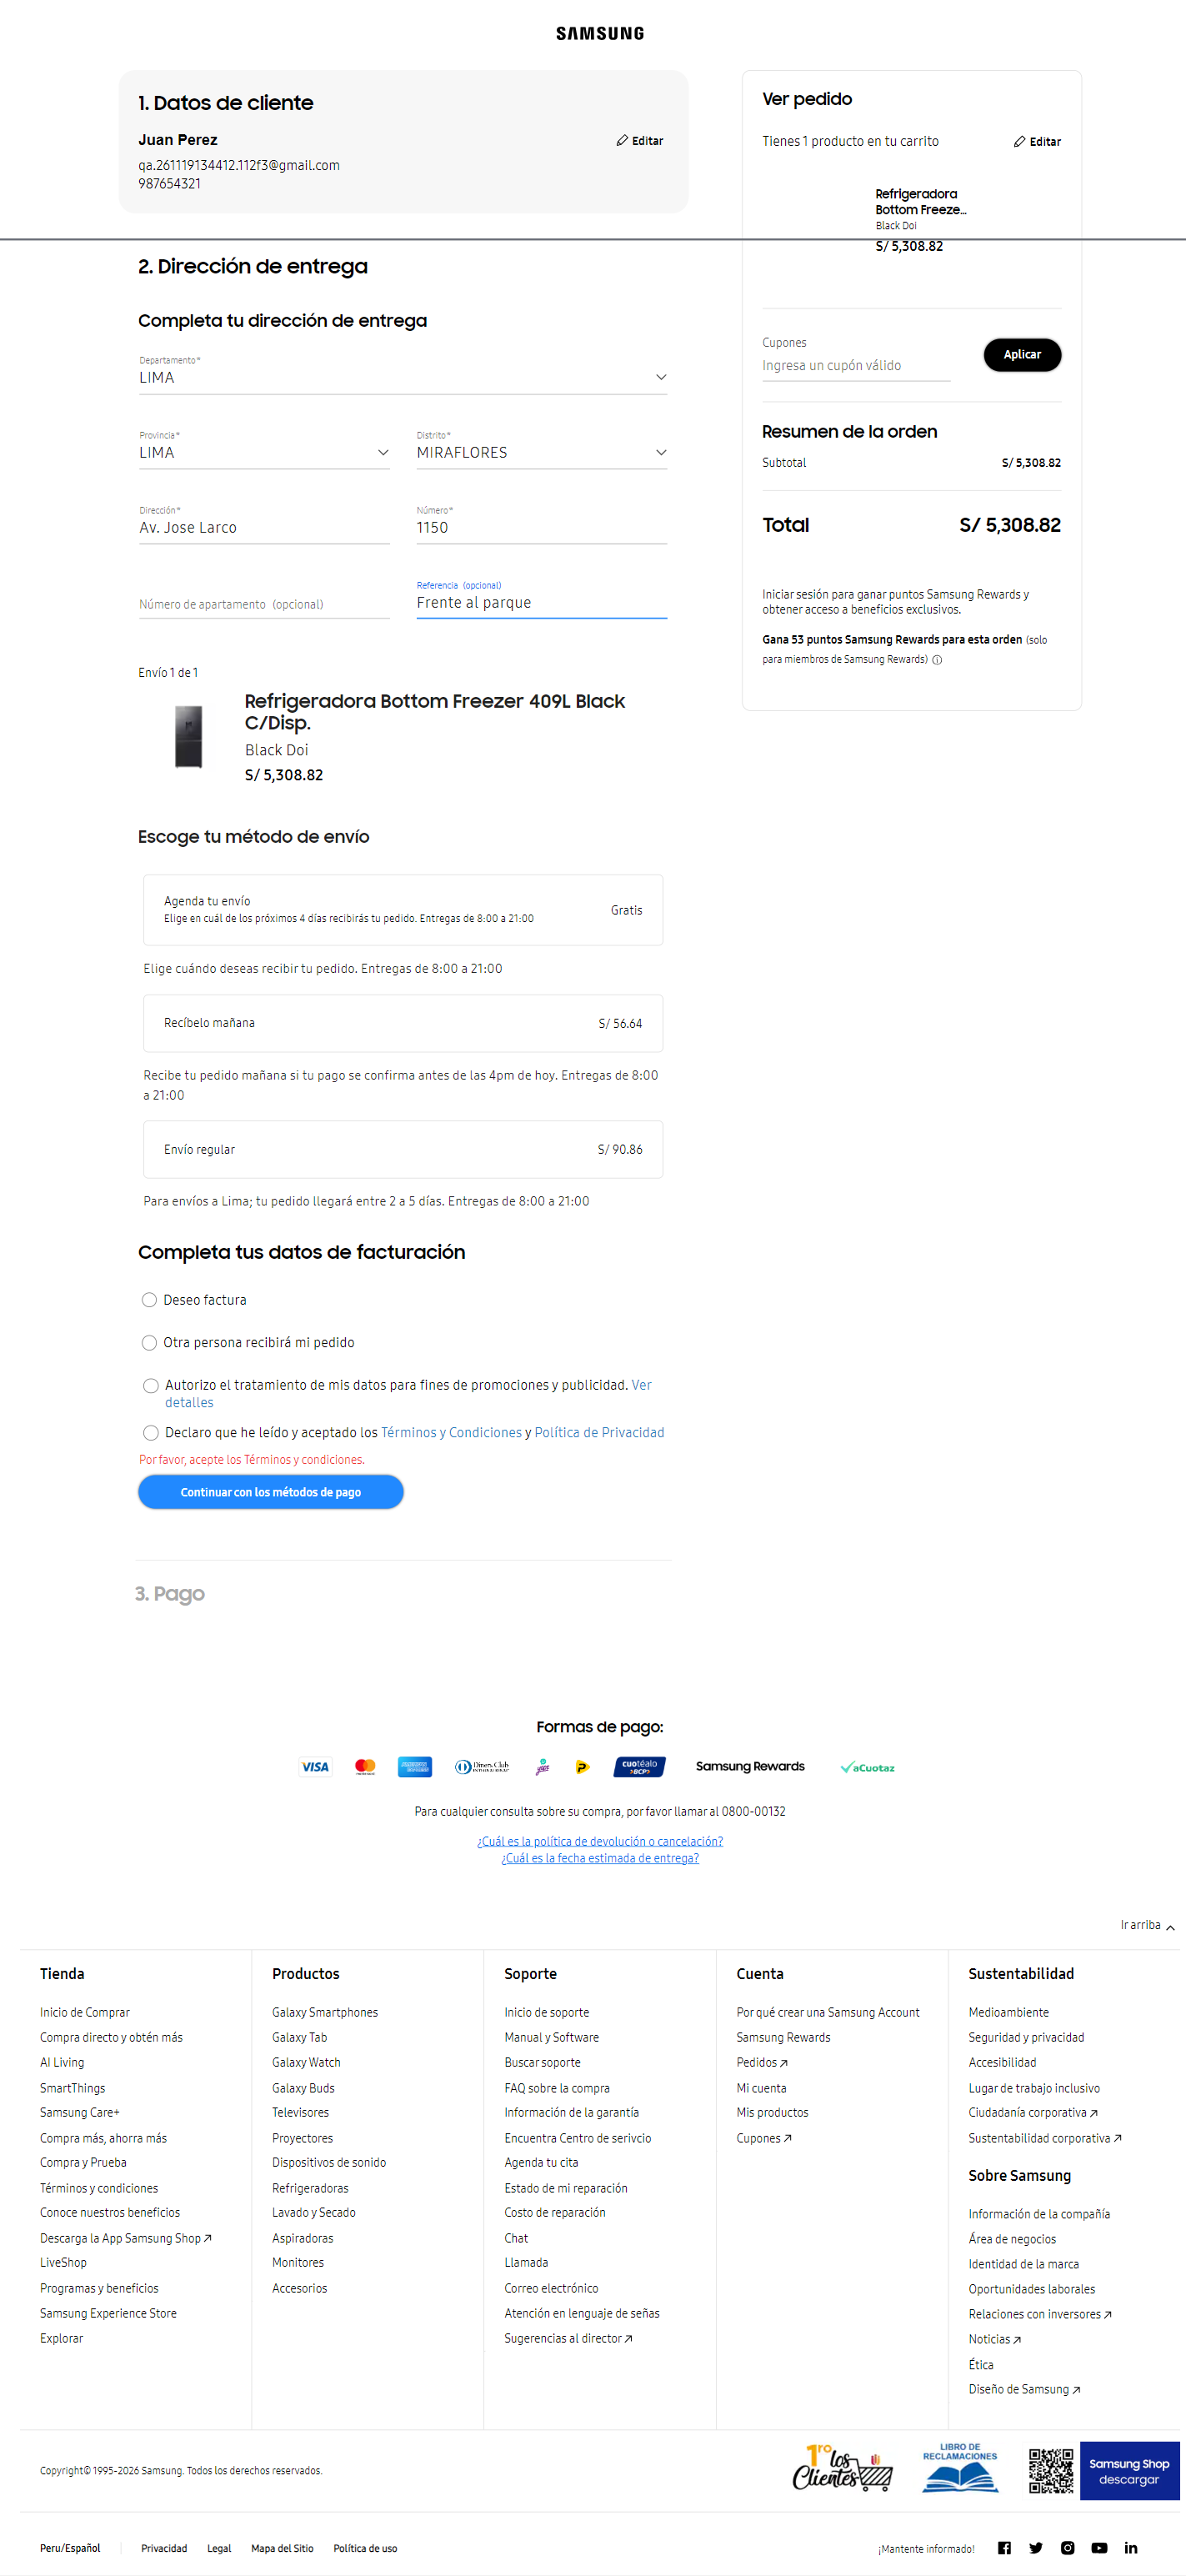 SAMSUNG
1. Datos de cliente
Juan Perez
Editar
qa.261119134412.112f3@gmail.com
987654321
Ver pedido
Tienes 1 producto en tu carrito
Editar
Refrigeradora
Bottom Freeze...
Black Doi
S/ 5,308.82
Cupones
Ingresa un cupón válido
Aplicar
Resumen de la orden
Subtotal
S/ 5,308.82
Total
S/ 5,308.82
Iniciar sesión para ganar puntos Samsung Rewards y
obtener acceso a beneficios exclusivos.
Gana 53 puntos Samsung Rewards para esta orden (solo
para miembros de Samsung Rewards)
2. Dirección de entrega
Completa tu dirección de entrega
Departamento*
LIMA
Provincia*
LIMA
Distrito*
MIRAFLORES
Dirección*
Av. Jose Larco
Número*
1150
Número de apartamento (opcional)
Referencia (opcional)
Frente al parque
Envío 1 de 1
Refrigeradora Bottom Freezer 409L Black
C/Disp.
Black Doi
S/ 5,308.82
Escoge tu método de envío
Agenda tu envío
Elige en cuál de los próximos 4 días recibirás tu pedido. Entregas de 8:00 a 21:00
Gratis
Elige cuándo deseas recibir tu pedido. Entregas de 8:00 a 21:00
Recíbelo mañana
S/ 56.64
Recibe tu pedido mañana si tu pago se confirma antes de las 4pm de hoy. Entregas de 8:00
a 21:00
Envío regular
S/ 90.86
Para envíos a Lima; tu pedido llegará entre 2 a 5 días. Entregas de 8:00 a 21:00
Completa tus datos de facturación
Deseo factura
Otra persona recibirá mi pedido
Autorizo el tratamiento de mis datos para fines de promociones y publicidad. Ver
detalles
Declaro que he leído y aceptado los Términos y Condiciones y Política de Privacidad
Por favor, acepte los Términos y condiciones.
Continuar con los métodos de pago
3. Pago
Formas de pago:
VISA
Diners Club
cuotéalo
BCP
Samsung Rewards
aCuotaz
Para cualquier consulta sobre su compra, por favor llamar al 0800-00132
¿Cuál es la política de devolución o cancelación?
¿Cuál es la fecha estimada de entrega?
Ir arriba
Tienda
Inicio de Comprar
Compra directo y obtén más
AI Living
SmartThings
Samsung Care+
Compra más, ahorra más
Compra y Prueba
Términos y condiciones
Conoce nuestros beneficios
Descarga la App Samsung Shop
LiveShop
Programas y beneficios
Samsung Experience Store
Explorar
Productos
Galaxy Smartphones
Galaxy Tab
Galaxy Watch
Galaxy Buds
Televisores
Proyectores
Dispositivos de sonido
Refrigeradoras
Lavado y Secado
Aspiradoras
Monitores
Accesorios
Soporte
Inicio de soporte
Manual y Software
Buscar soporte
FAQ sobre la compra
Información de la garantía
Encuentra Centro de serivcio
Agenda tu cita
Estado de mi reparación
Costo de reparación
Chat
Llamada
Correo electrónico
Atención en lenguaje de señas
Sugerencias al director
Cuenta
Por qué crear una Samsung Account
Samsung Rewards
Pedidos
Mi cuenta
Mis productos
Cupones
Sustentabilidad
Medioambiente
Seguridad y privacidad
Accesibilidad
Lugar de trabajo inclusivo
Ciudadanía corporativa
Sustentabilidad corporativa
Sobre Samsung
Información de la compañía
Área de negocios
Identidad de la marca
Oportunidades laborales
Relaciones con inversores
Noticias
Ética
Diseño de Samsung
Copyright© 1995-2026 Samsung. Todos los derechos reservados.
1ro los
Clientes
LIBRO DE
RECLAMACIONES
Samsung Shop
descargar
Peru/Español
Privacidad
Legal
Mapa del Sitio
Política de uso
¡Mantente informado!